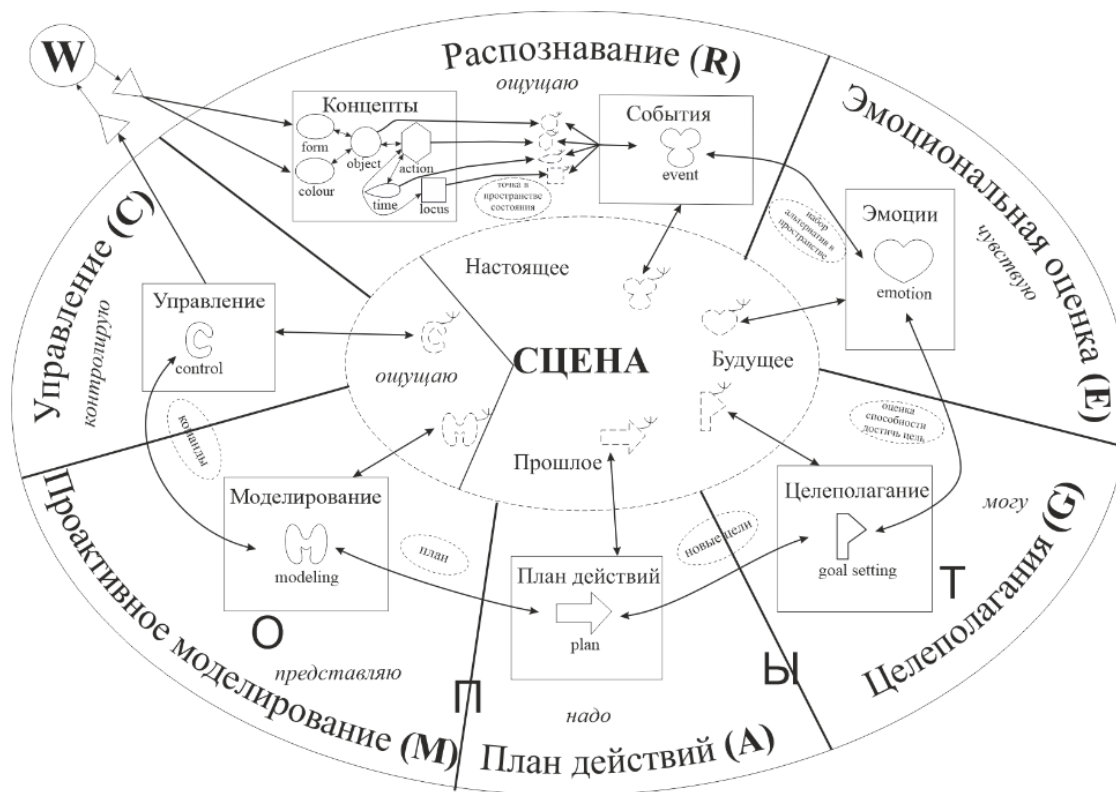 W
Распознавание (R)
ощущаю
Концепты
form
object
action
colour
time
locus
точка в
пространстве
состояния
События
event
Эмоциональная оценка (E)
чувствую
набор
альтернатив в
пространстве
Эмоции
emotion
Управление (C)
контролирую
Управление
control
Настоящее
ощущаю
СЦЕНА
Будущее
Прошлое
оценка
способности
достичь цель
команды
Моделирование
modeling
план
План действий
plan
новые цели
Целеполагание
goal setting
могу
Целеполагания (G)
Т
О
представляю
Проактивное моделирование (M)
П
надо
Ы
План действий (A)